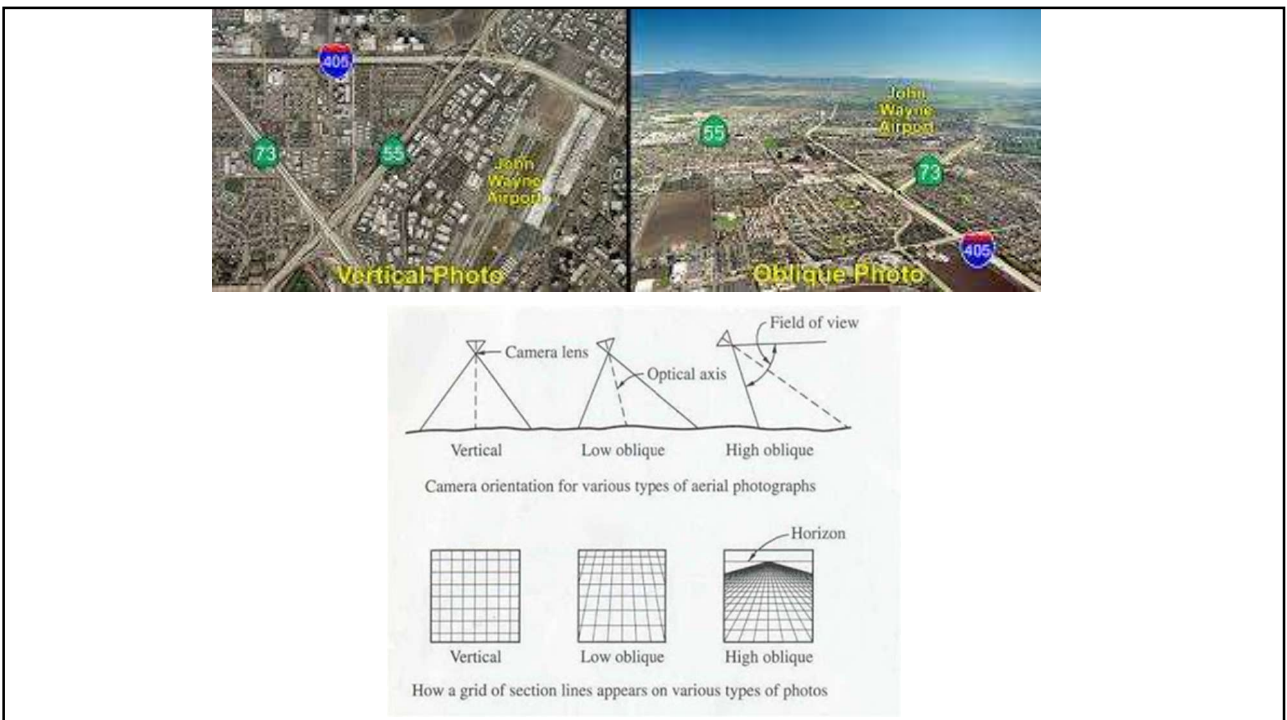 405
73
55
John
Wayne
Airport
Vertical Photo
55
John
Wayne
Airport
73
405
Oblique Photo
Field of view
Camera lens
Optical axis
Vertical Low oblique High oblique
Camera orientation for various types of aerial photographs
Horizon
Vertical Low oblique High oblique
How a grid of section lines appears on various types of photos